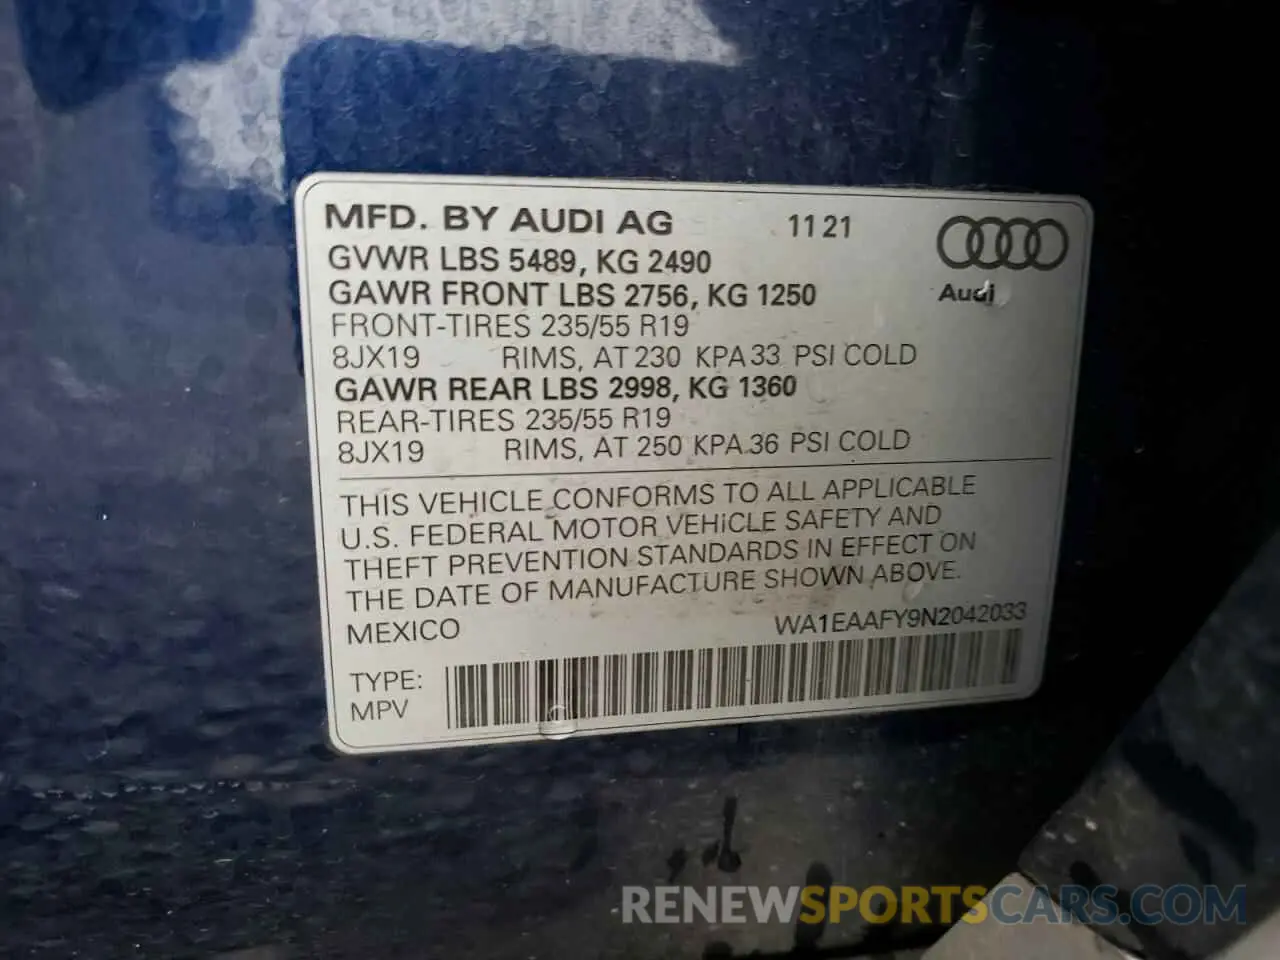 MFD. BY AUDI AG 11 21
GVWR LBS 5489, KG 2490
GAWR FRONT LBS 2756, KG 1250
Audi
FRONT-TIRES 235/55 R19
8JX19 RIMS, AT 230 KPA 33 PSI COLD
GAWR REAR LBS 2998, KG 1360
REAR-TIRES 235/55 R19
8JX19 RIMS, AT 250 KPA 36 PSI COLD
THIS VEHICLE CONFORMS TO ALL APPLICABLE
U.S. FEDERAL MOTOR VEHICLE SAFETY AND
THEFT PREVENTION STANDARDS IN EFFECT ON
THE DATE OF MANUFACTURE SHOWN ABOVE.
MEXICO WA1EAAFY9N2042033
TYPE:
MPV
RENEWSPORTSCARS.COM